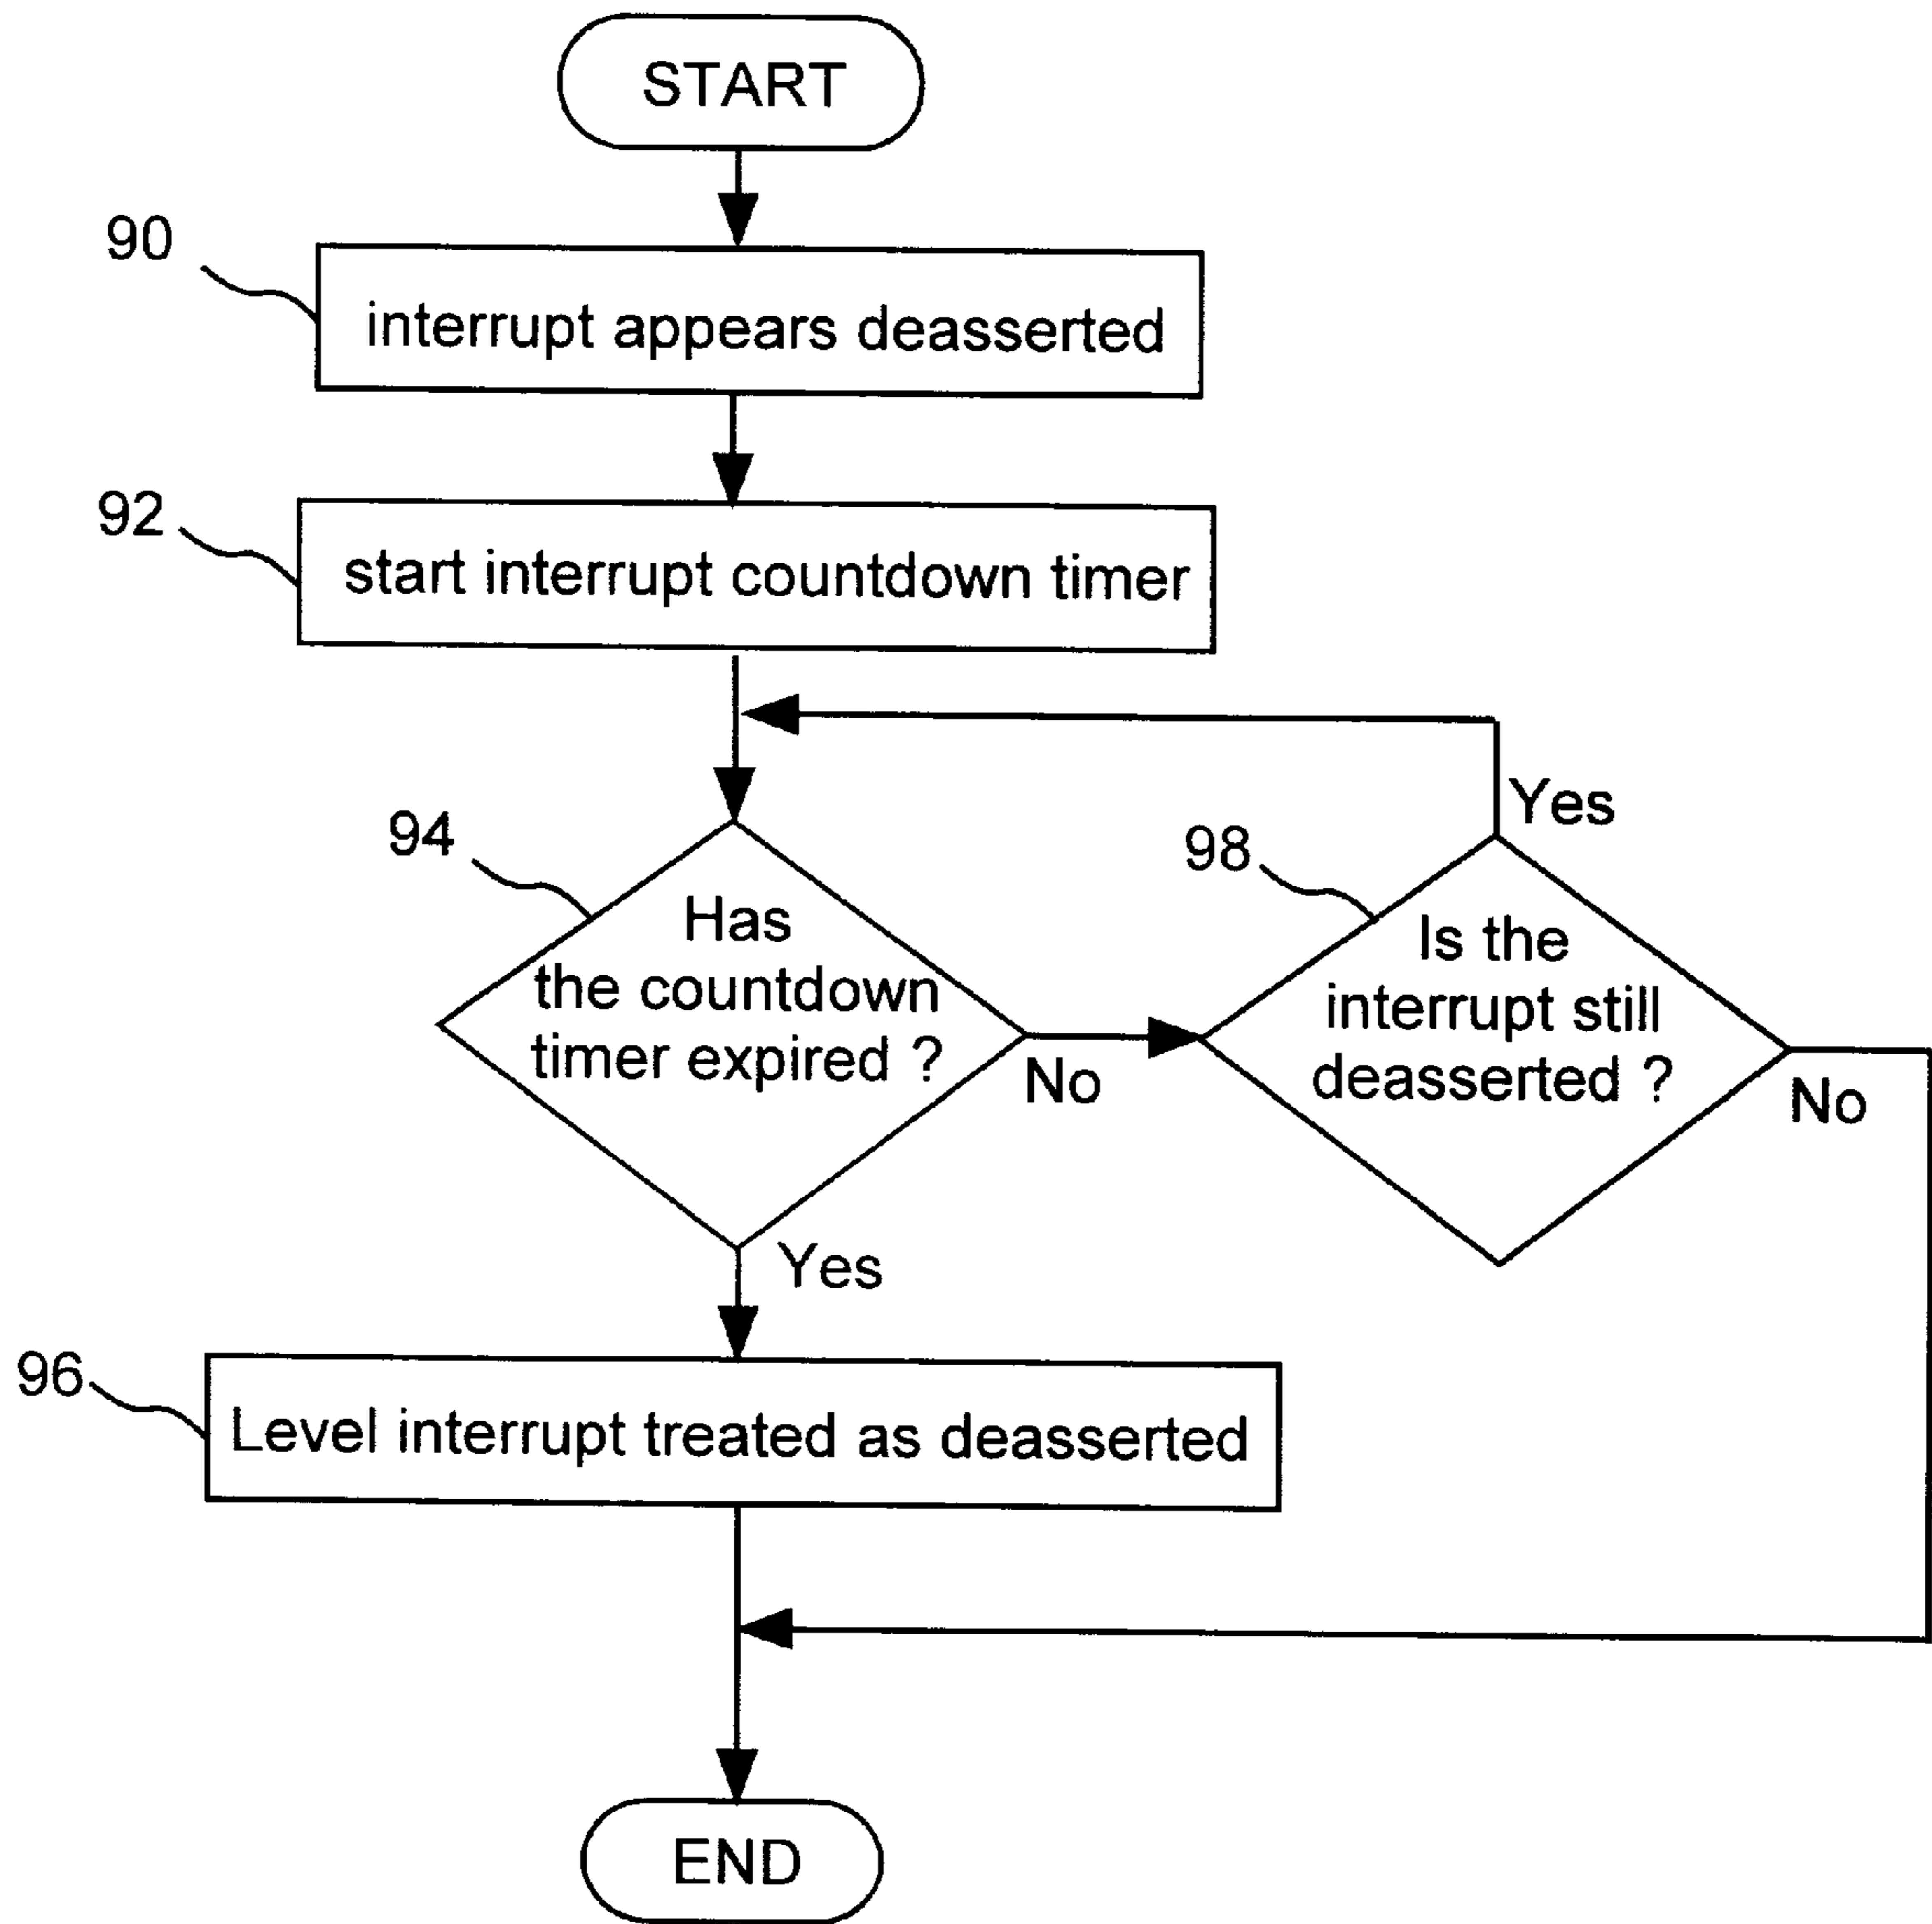 START
90
interrupt appears deasserted
92
start interrupt countdown timer
Yes
94
98
Has
the countdown
timer expired ?
No
Is the
interrupt still
deasserted ?
No
Yes
96
Level interrupt treated as deasserted
END